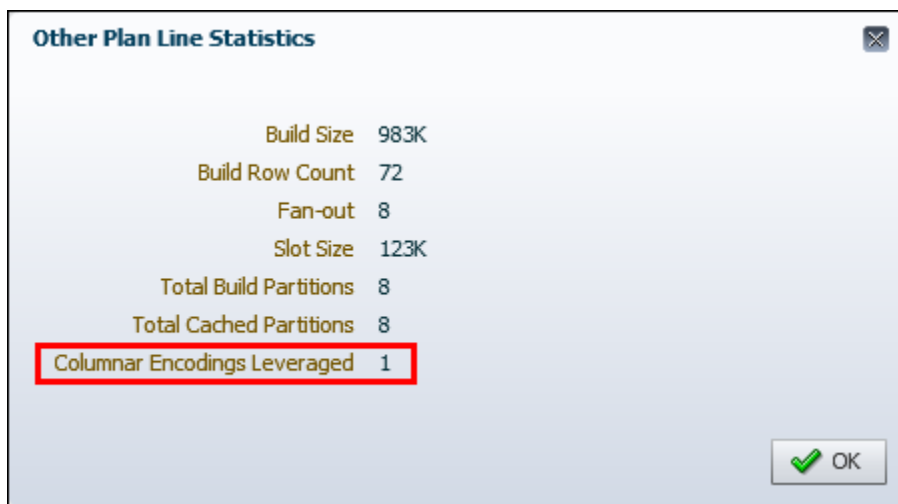 Other Plan Line Statistics
Build Size 983K
Build Row Count 72
Fan-out 8
Slot Size 123K
Total Build Partitions 8
Total Cached Partitions 8
Columnar Encodings Leveraged 1
OK